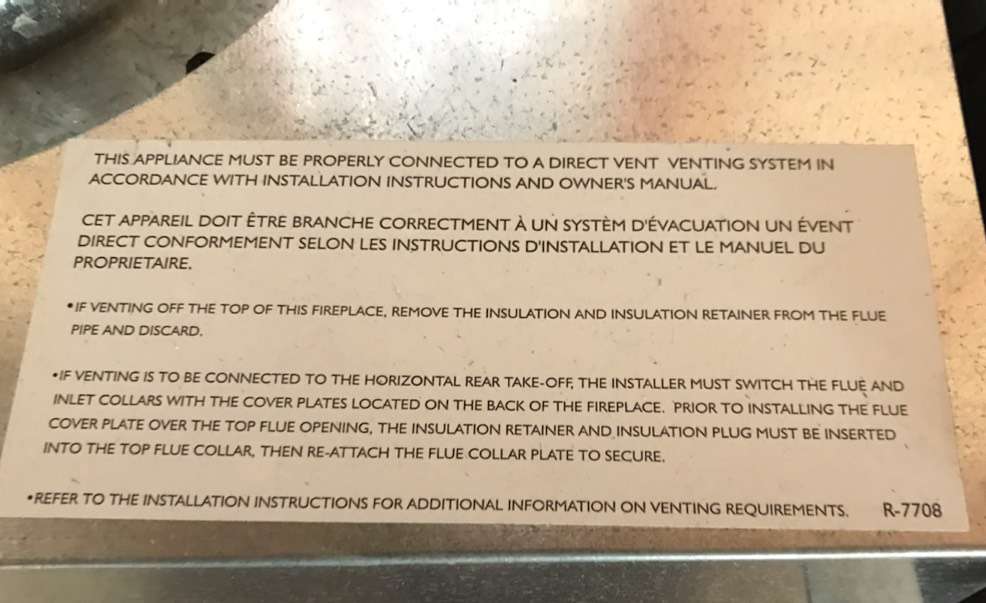 THIS APPLIANCE MUST BE PROPERLY CONNECTED TO A DIRECT VENT VENTING SYSTEM IN
ACCORDANCE WITH INSTALLATION INSTRUCTIONS AND OWNER'S MANUAL.
CET APPAREIL DOIT ÊTRE BRANCHE CORRECTMENT À UN SYSTÈM D'ÉVACUATION UN ÉVENT
DIRECT CONFORMEMENT SELON LES INSTRUCTIONS D'INSTALLATION ET LE MANUEL DU
PROPRIETAIRE.
•IF VENTING OFF THE TOP OF THIS FIREPLACE, REMOVE THE INSULATION AND INSULATION RETAINER FROM THE FLUE
PIPE AND DISCARD.
•IF VENTING IS TO BE CONNECTED TO THE HORIZONTAL REAR TAKE-OFF, THE INSTALLER MUST SWITCH THE FLUE AND
INLET COLLARS WITH THE COVER PLATES LOCATED ON THE BACK OF THE FIREPLACE. PRIOR TO INSTALLING THE FLUE
COVER PLATE OVER THE TOP FLUE OPENING, THE INSULATION RETAINER AND INSULATION PLUG MUST BE INSERTED
INTO THE TOP FLUE COLLAR, THEN RE-ATTACH THE FLUE COLLAR PLATE TO SECURE.
•REFER TO THE INSTALLATION INSTRUCTIONS FOR ADDITIONAL INFORMATION ON VENTING REQUIREMENTS. R-7708